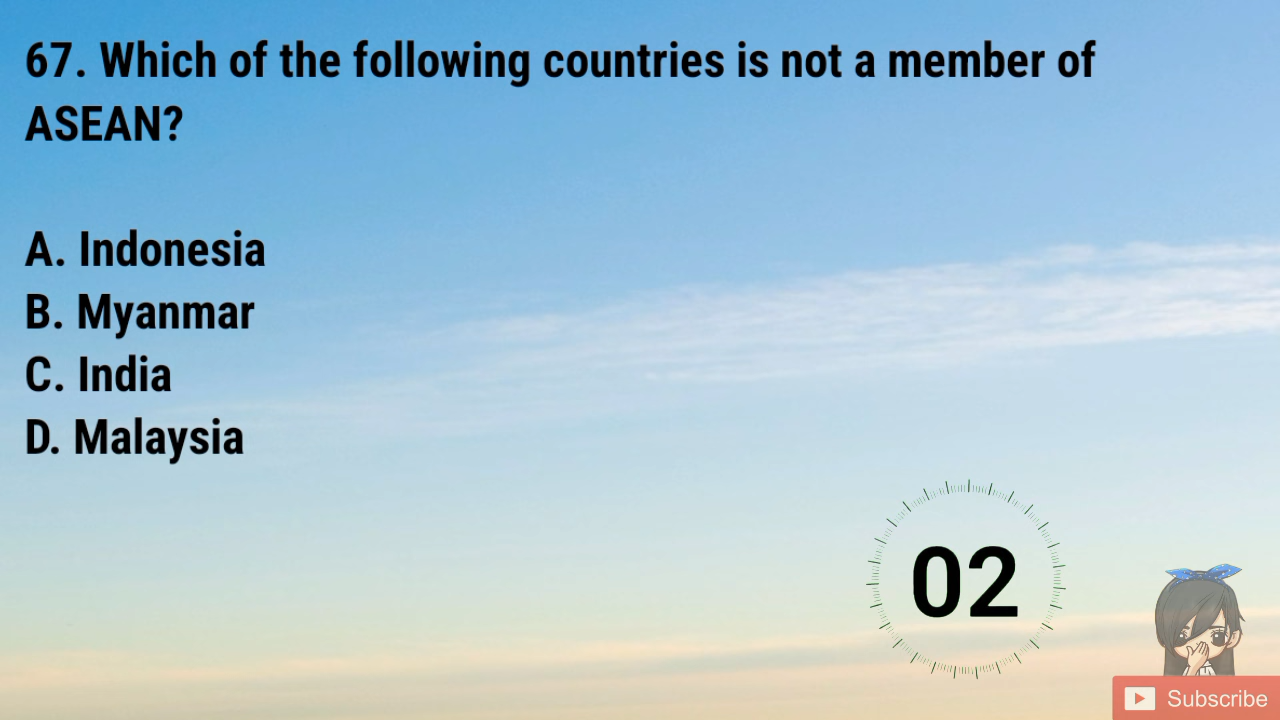 67. Which of the following countries is not a member of
ASEAN?
A. Indonesia
B. Myanmar
C. India
D. Malaysia
02
Subscribe